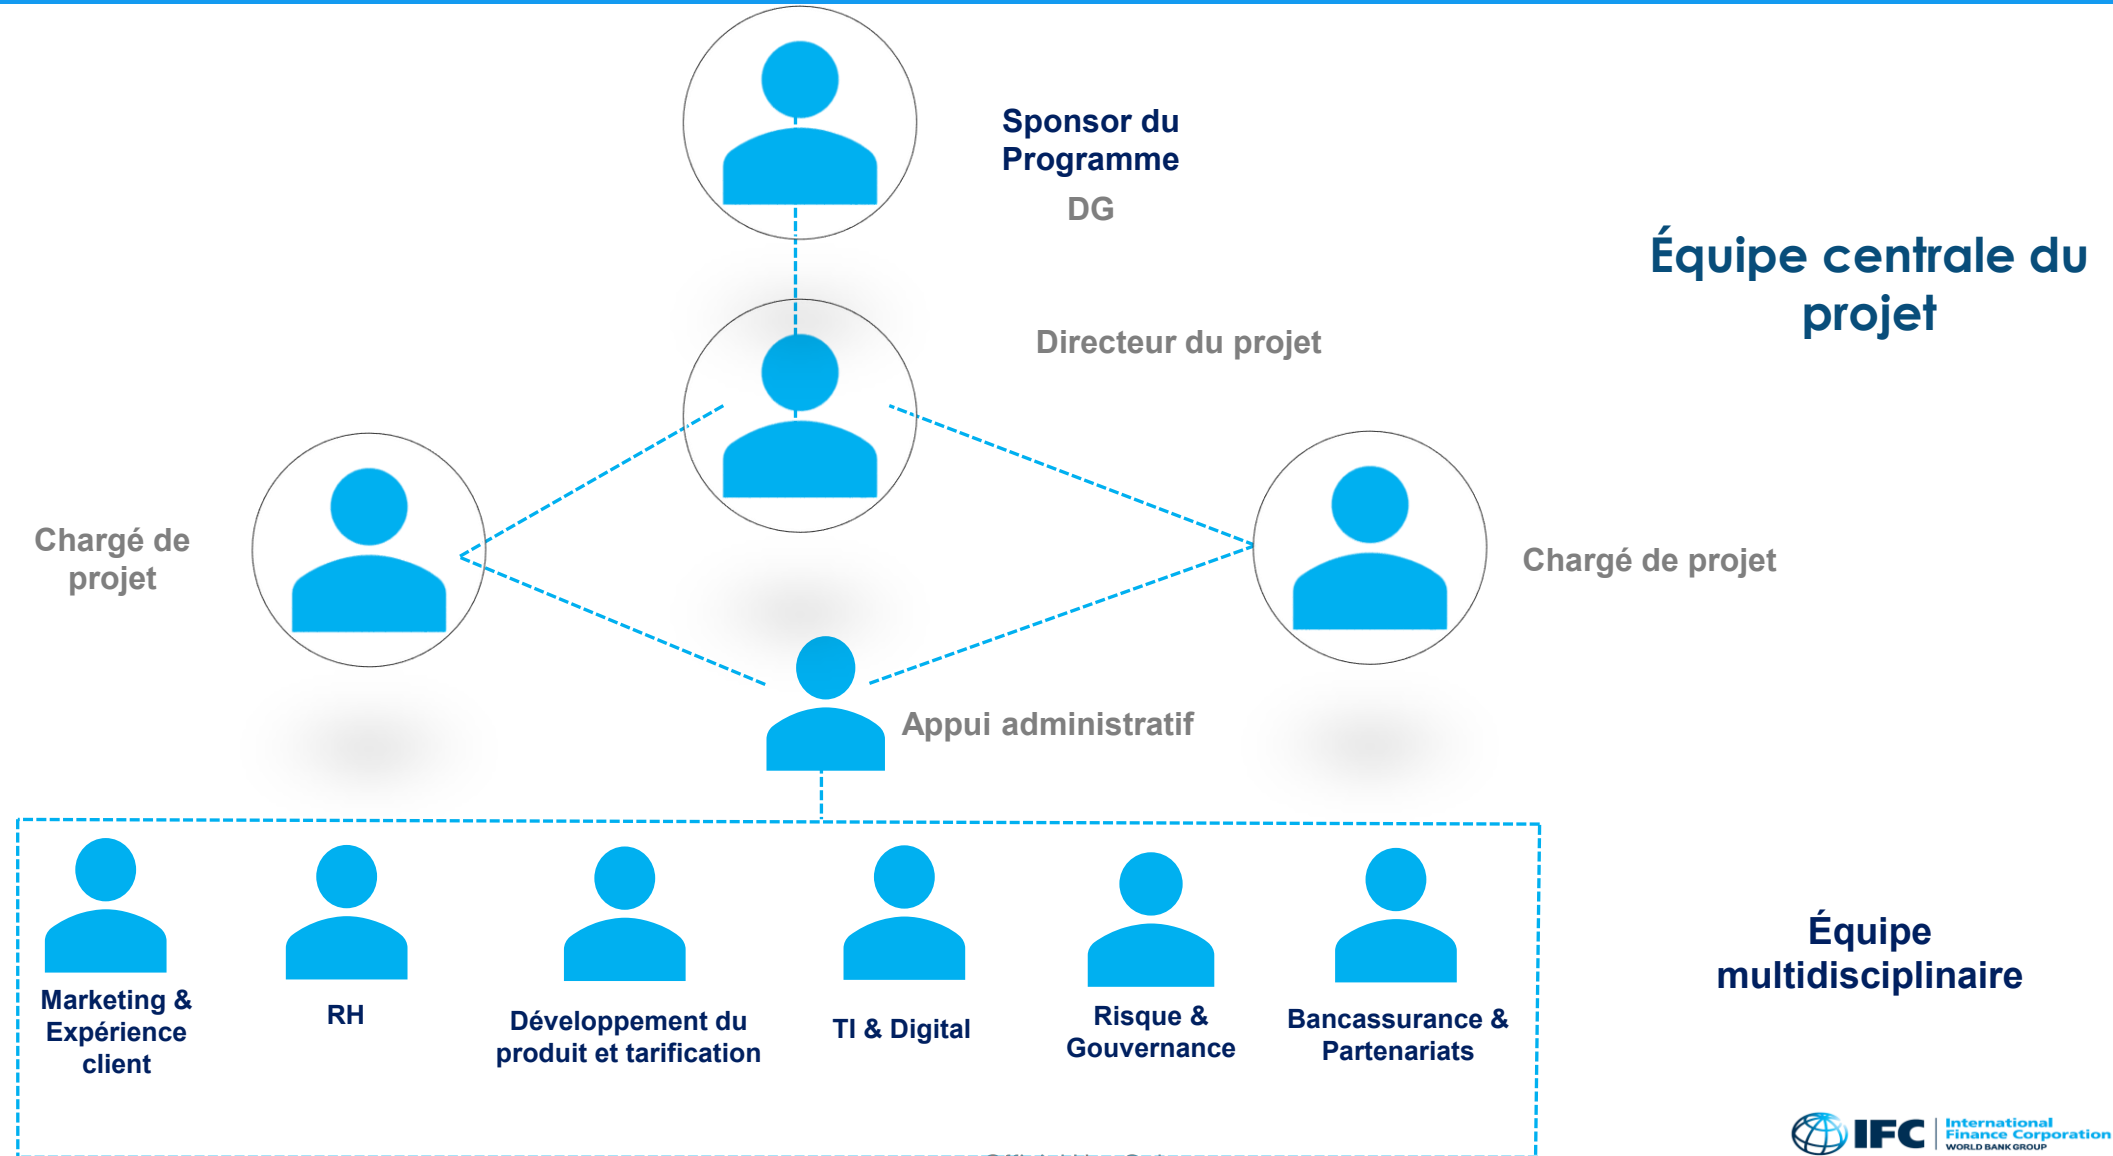 Sponsor du
Programme
DG
Équipe centrale du
projet
Directeur du projet
Chargé de
projet
Chargé de projet
Appui administratif
Marketing &
Expérience
client
RH
Développement du
produit et tarification
TI & Digital
Risque &
Gouvernance
Bancassurance &
Partenariats
Équipe
multidisciplinaire
IFC
International
Finance Corporation
WORLD BANK GROUP